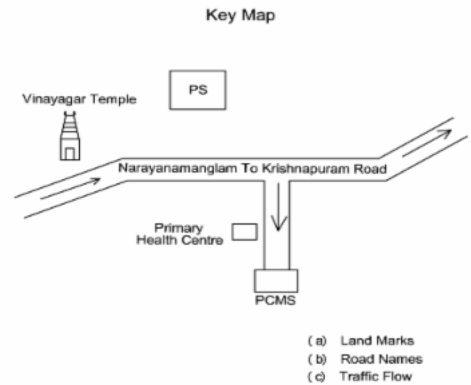 Key Map
PS
Vinayagar Temple
Narayanamanglam To Krishnapuram Road
Primary
Health Centre
PCMS
(a) Land Marks
(b) Road Names
(c) Traffic Flow